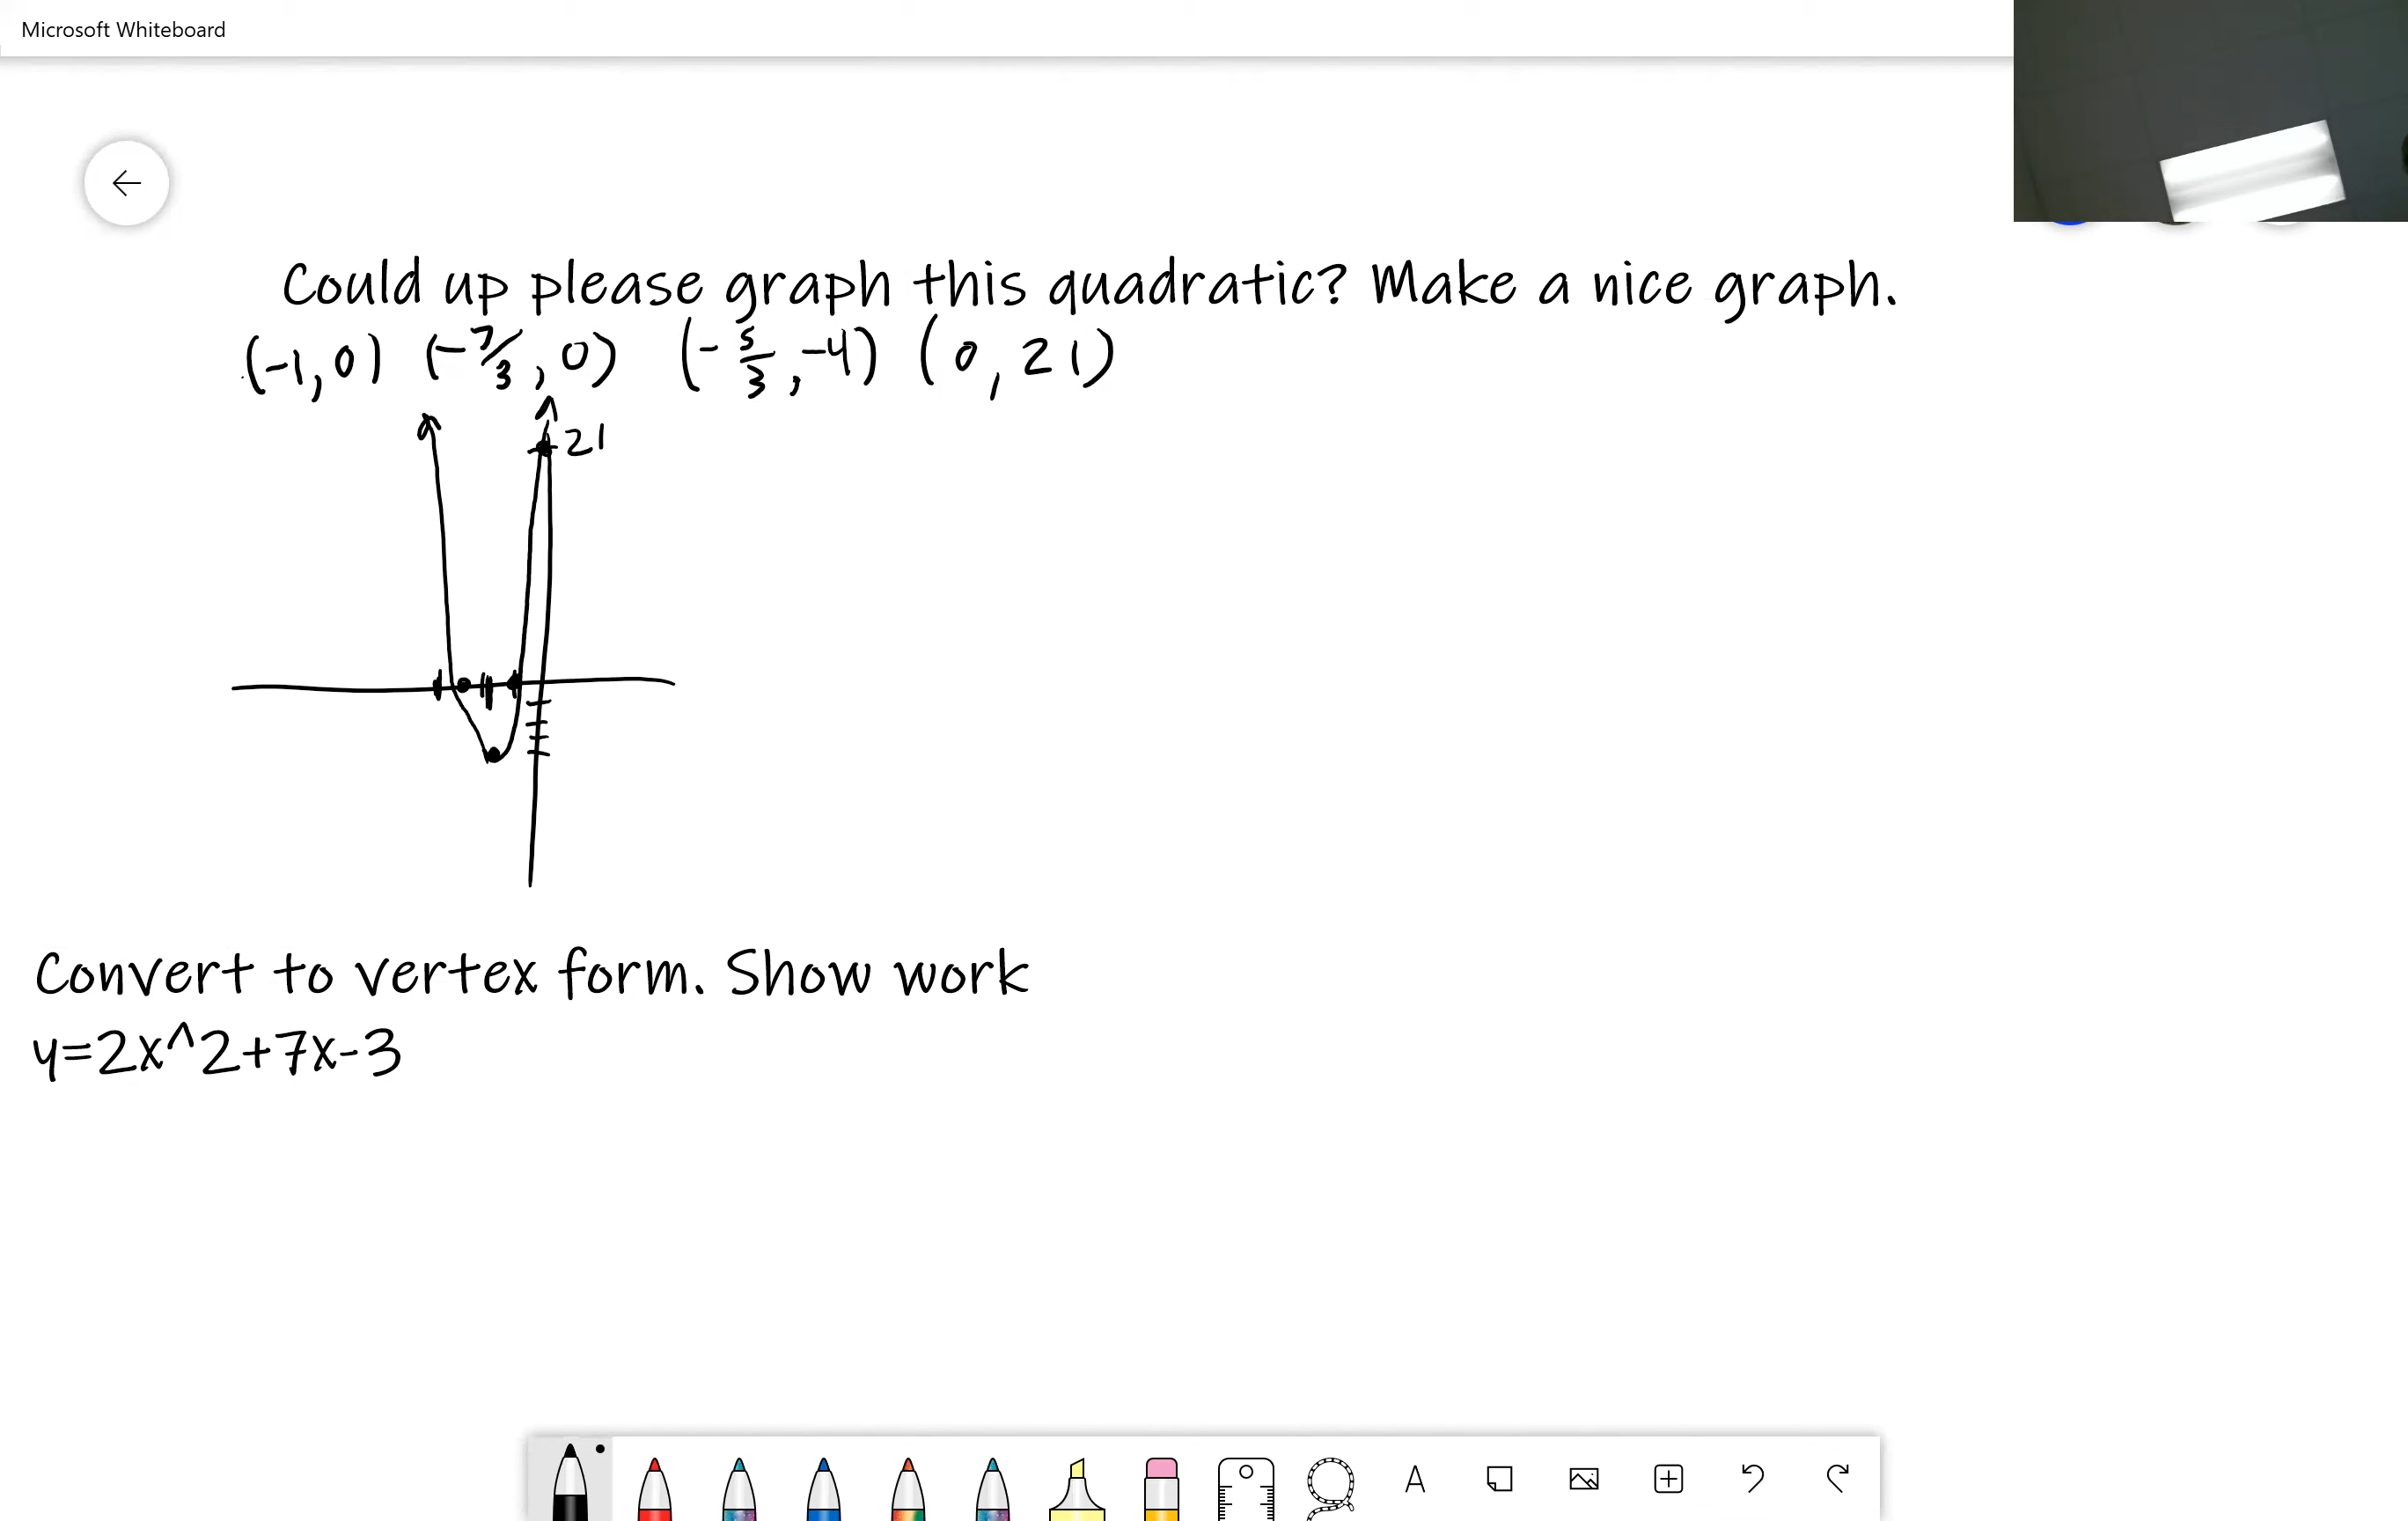 Microsoft Whiteboard
Could up please graph this quadratic? Make a nice graph.
(-1,0) (-7/3,0) (-5/3,-4) (0,21)
21
Convert to vertex form. Show work
y=2x^2+7x-3
A